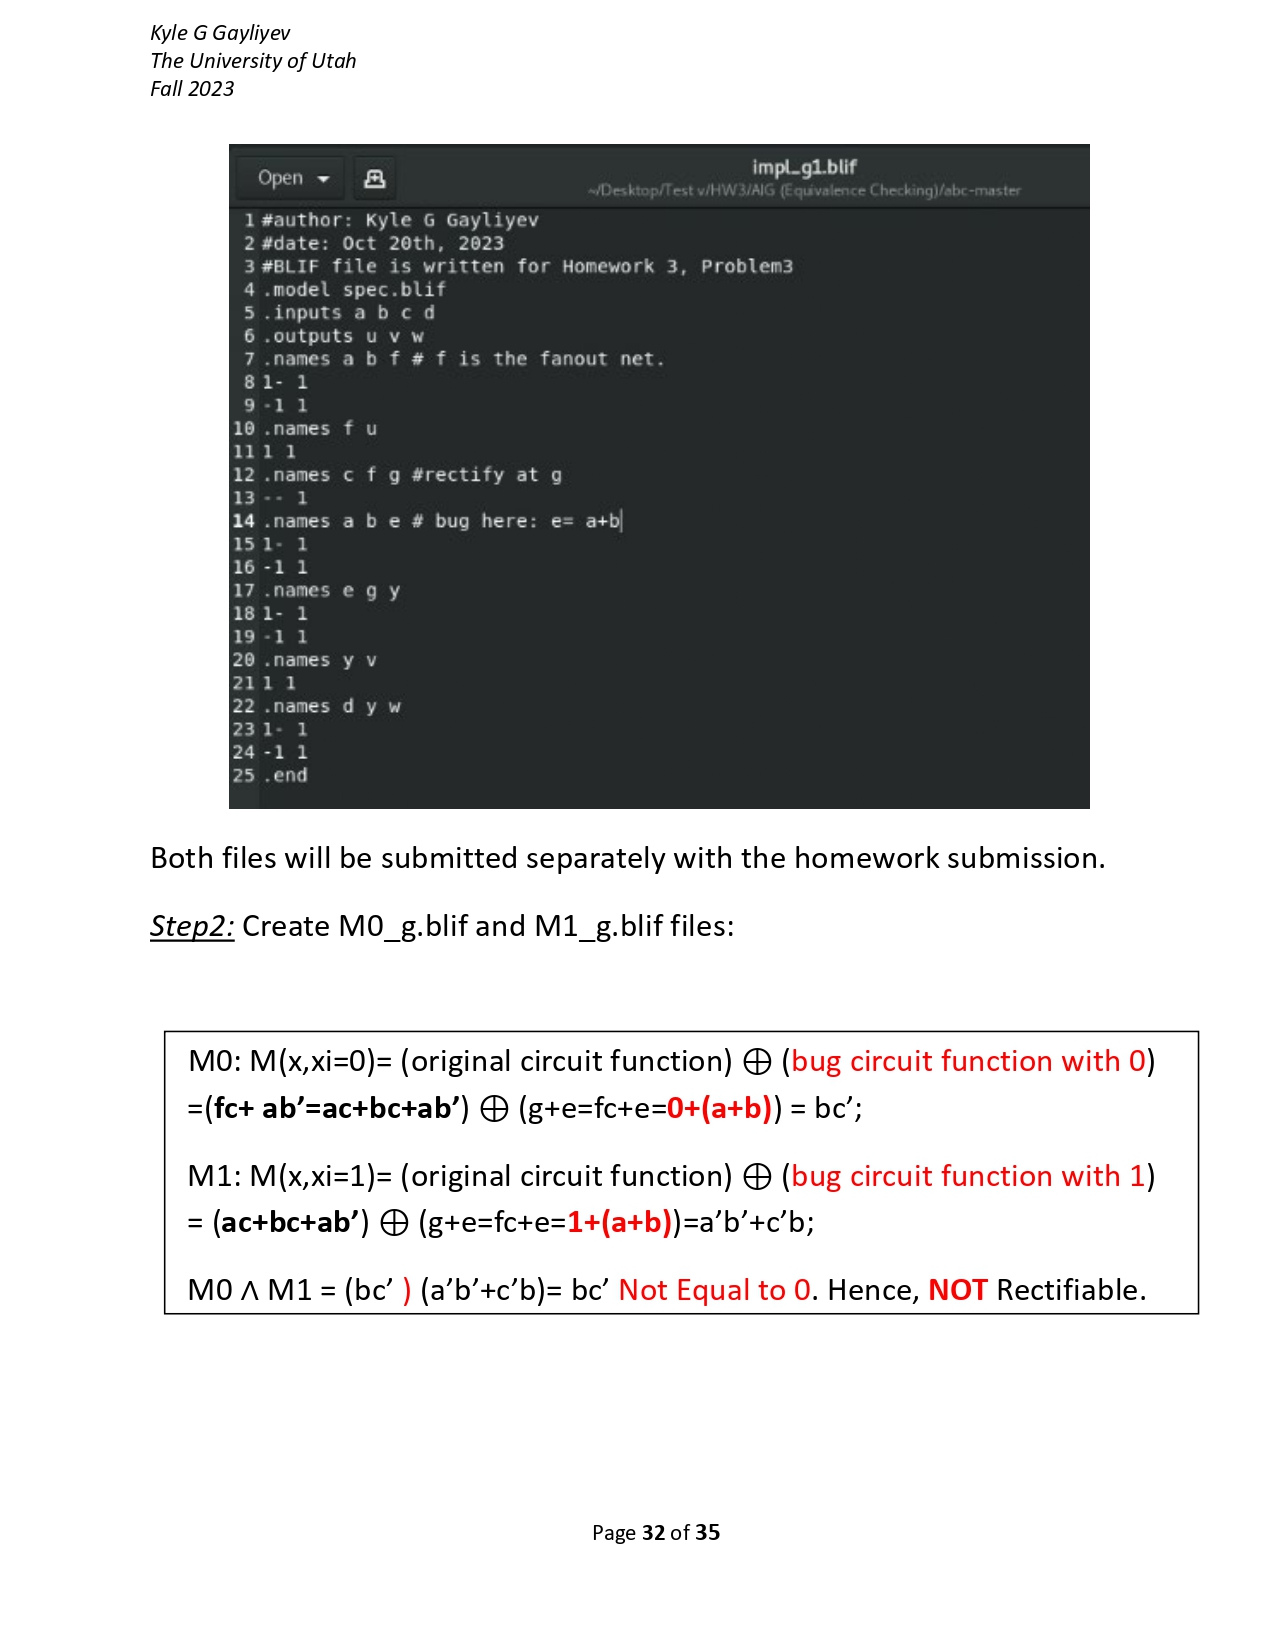 Kyle G Gayliyev
The University of Utah
Fall 2023
Open
impl_g1.blif
~/Desktop/Test v/HW3/AIG (Equivalence Checking)/abc-master
1 #author: Kyle G Gayliyev
2 #date: Oct 20th, 2023
3 #BLIF file is written for Homework 3, Problem3
4 .model spec.blif
5 .inputs a b c d
6 .outputs u v w
7 .names a b f # f is the fanout net.
8 1- 1
9 -1 1
10 .names f u
11 1 1
12 .names c f g #rectify at g
13 -- 1
14 .names a b e # bug here: e= a+b
15 1- 1
16 -1 1
17 .names e g y
18 1- 1
19 -1 1
20 .names y v
21 1 1
22 .names d y w
23 1- 1
24 -1 1
25 .end
Both files will be submitted separately with the homework submission.
Step2: Create M0_g.blif and M1_g.blif files:
M0: M(x,xi=0)= (original circuit function) ⊕ (bug circuit function with 0)
=(fc+ ab’=ac+bc+ab’) ⊕ (g+e=fc+e=0+(a+b)) = bc’;
M1: M(x,xi=1)= (original circuit function) ⊕ (bug circuit function with 1)
= (ac+bc+ab’) ⊕ (g+e=fc+e=1+(a+b))=a’b’+c’b;
M0 ∧ M1 = (bc’ ) (a’b’+c’b)= bc’ Not Equal to 0. Hence, NOT Rectifiable.
Page 32 of 35